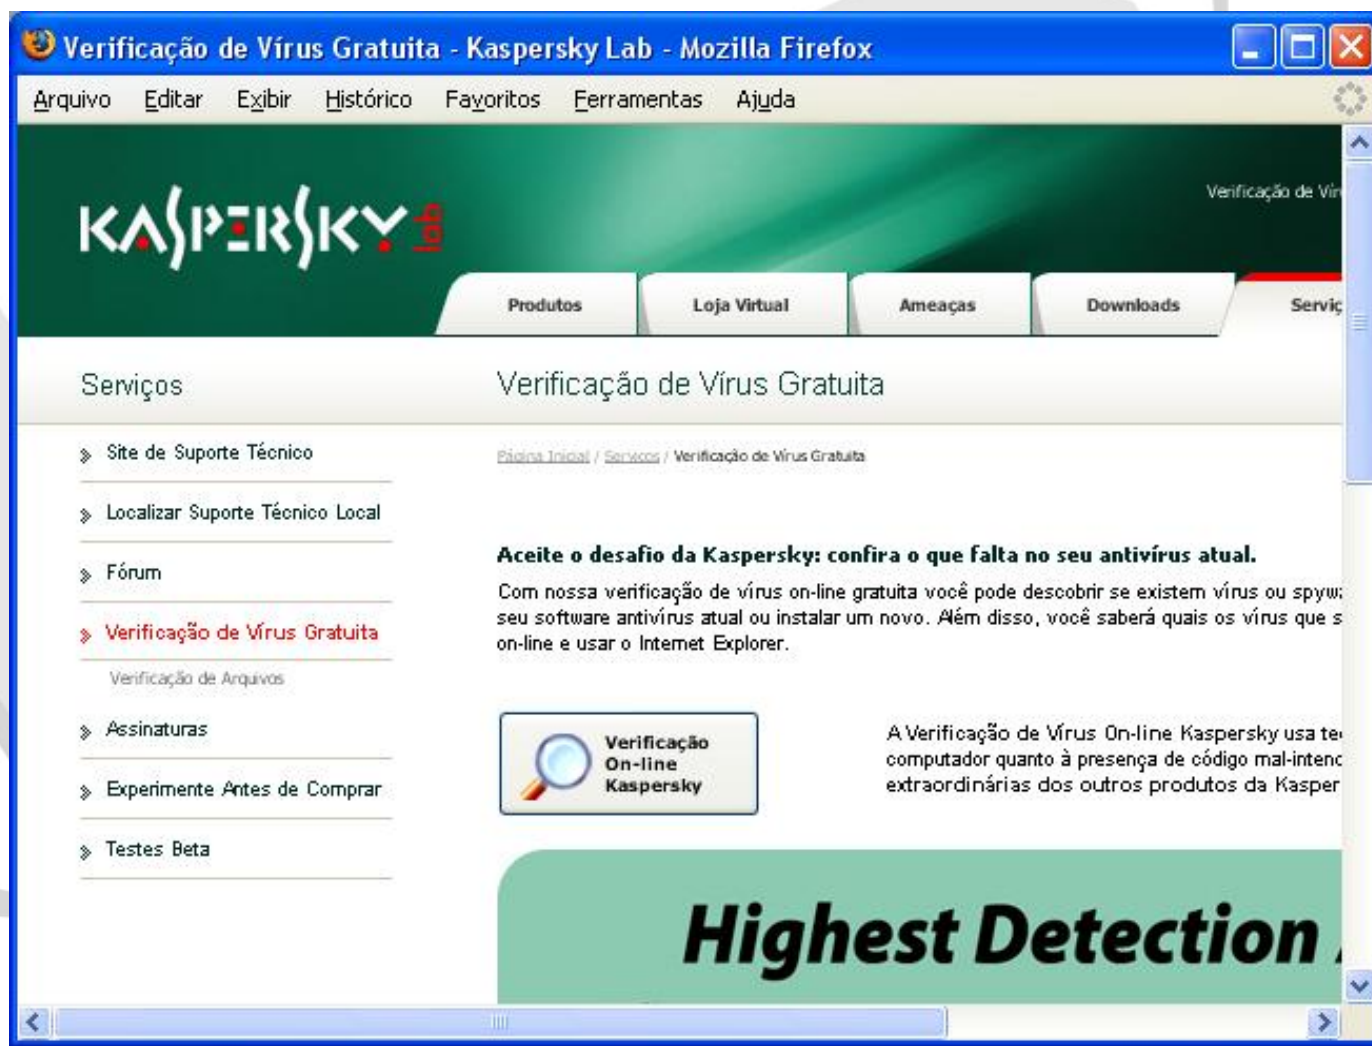 Verificação de Vírus Gratuita - Kaspersky Lab - Mozilla Firefox
Arquivo Editar Exibir Histórico Favoritos Ferramentas Ajuda
Verificação de
KASPERSKY lab
Produtos Loja Virtual Ameaças Downloads
Serviços
Verificação de Vírus Gratuita
Site de Suporte Técnico
Localizar Suporte Técnico Local
Fórum
Verificação de Vírus Gratuita
Verificação de Arquivos
Assinaturas
Experimente Antes de Comprar
Testes Beta
Página Inicial / Serviços / Verificação de Vírus Gratuita
Aceite o desafio da Kaspersky: confira o que falta no seu antivírus atual.
Com nossa verificação de vírus on-line gratuita você pode descobrir se existem vírus ou
seu software antivírus atual ou instalar um novo. Além disso, você saberá quais os vírus que
on-line e usar o Internet Explorer.
Verificação
On-line
Kaspersky
A Verificação de Vírus On-line Kaspersky usa
computador quanto à presença de código
extraordinárias dos outros produtos da
Highest Detection